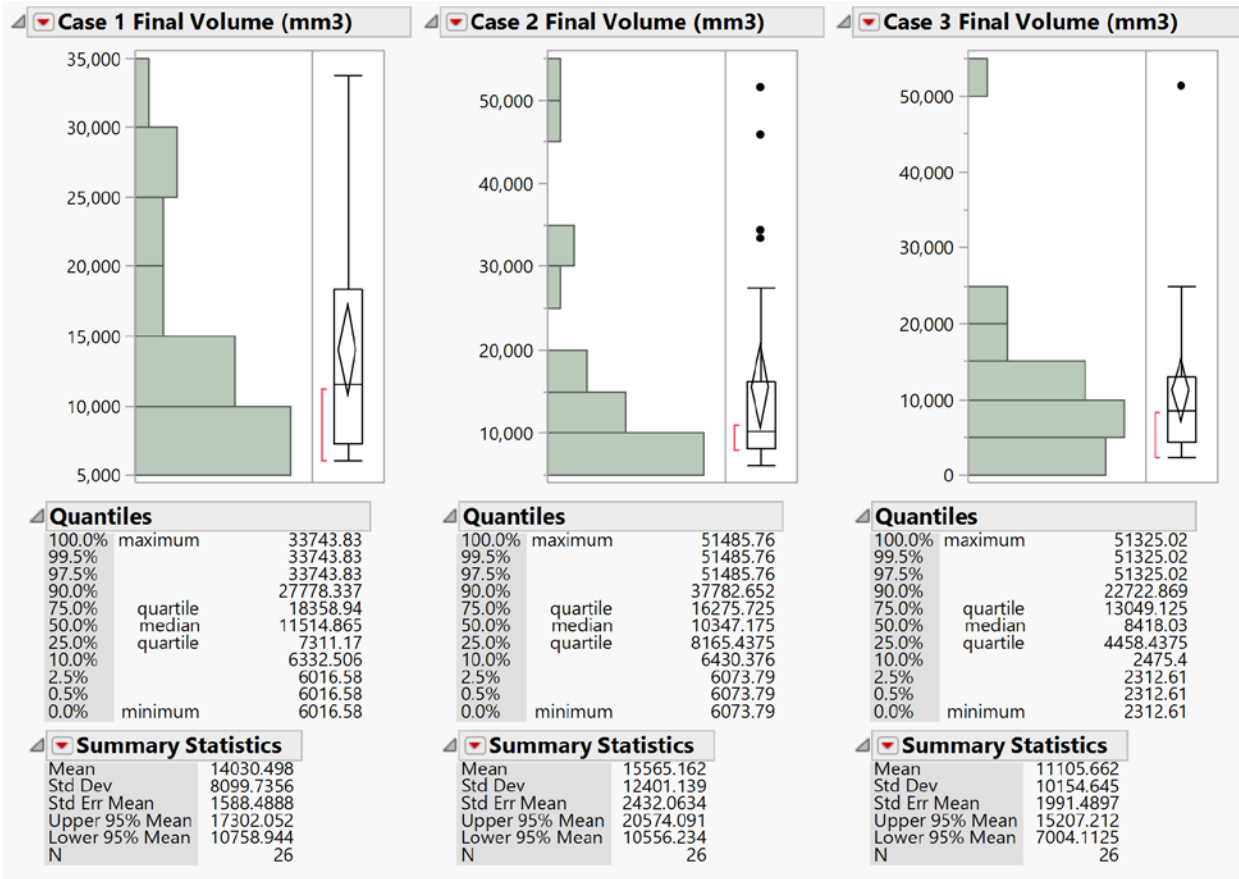 Case 1 Final Volume (mm3)
35,000
30,000
25,000
20,000
15,000
10,000
5,000
Quantiles
100.0% maximum 33743.83
99.5% 33743.83
97.5% 33743.83
90.0% 27778.337
75.0% quartile 18358.94
50.0% median 11514.865
25.0% quartile 7311.17
10.0% 6332.506
2.5% 6016.58
0.5% 6016.58
0.0% minimum 6016.58
Summary Statistics
Mean 14030.498
Std Dev 8099.7356
Std Err Mean 1588.4888
Upper 95% Mean 17302.052
Lower 95% Mean 10758.944
N 26
Case 2 Final Volume (mm3)
50,000
40,000
30,000
20,000
10,000
Quantiles
100.0% maximum 51485.76
99.5% 51485.76
97.5% 51485.76
90.0% 37782.652
75.0% quartile 16275.725
50.0% median 10347.175
25.0% quartile 8165.4375
10.0% 6430.376
2.5% 6073.79
0.5% 6073.79
0.0% minimum 6073.79
Summary Statistics
Mean 15565.162
Std Dev 12401.139
Std Err Mean 2432.0634
Upper 95% Mean 20574.091
Lower 95% Mean 10556.234
N 26
Case 3 Final Volume (mm3)
50,000
40,000
30,000
20,000
10,000
0
Quantiles
100.0% maximum 51325.02
99.5% 51325.02
97.5% 51325.02
90.0% 22722.869
75.0% quartile 13049.125
50.0% median 8418.03
25.0% quartile 4458.4375
10.0% 2475.4
2.5% 2312.61
0.5% 2312.61
0.0% minimum 2312.61
Summary Statistics
Mean 11105.662
Std Dev 10154.645
Std Err Mean 1991.4897
Upper 95% Mean 15207.212
Lower 95% Mean 7004.1125
N 26